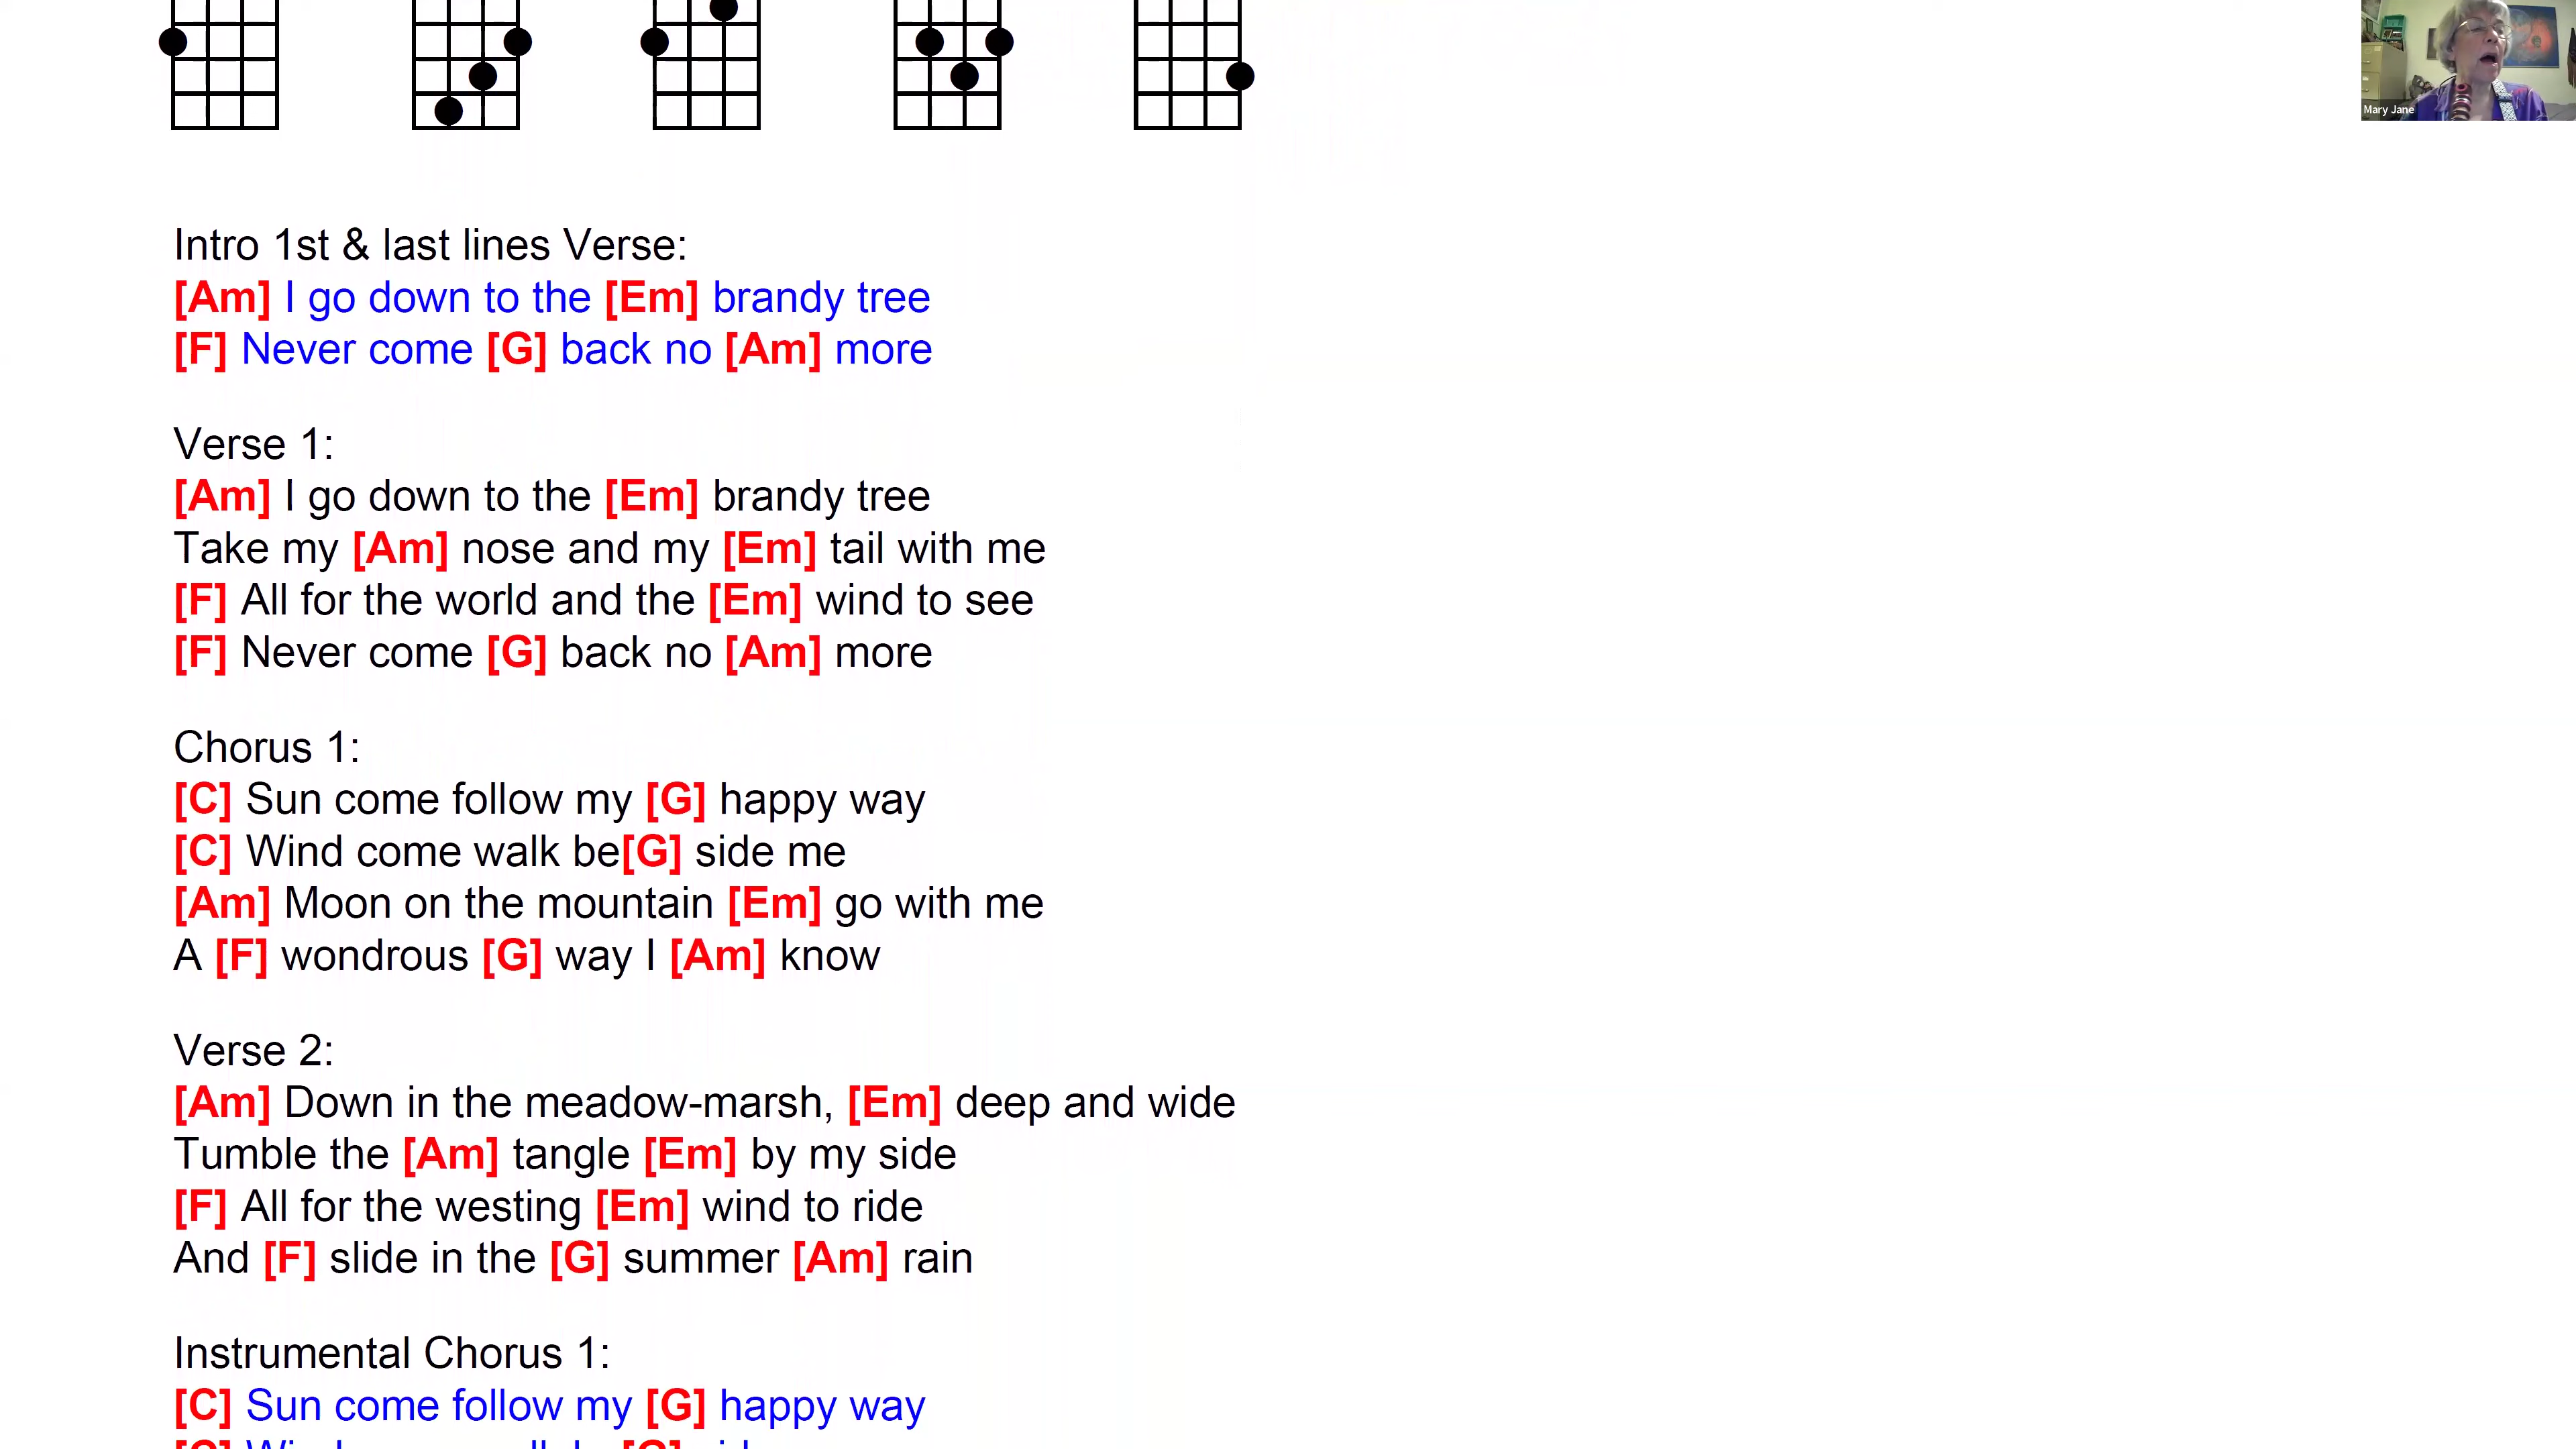 Mary Jane
Intro 1st & last lines Verse:
[Am] I go down to the [Em] brandy tree
[F] Never come [G] back no [Am] more
Verse 1:
[Am] I go down to the [Em] brandy tree
Take my [Am] nose and my [Em] tail with me
[F] All for the world and the [Em] wind to see
[F] Never come [G] back no [Am] more
Chorus 1:
[C] Sun come follow my [G] happy way
[C] Wind come walk be[G] side me
[Am] Moon on the mountain [Em] go with me
A [F] wondrous [G] way I [Am] know
Verse 2:
[Am] Down in the meadow-marsh, [Em] deep and wide
Tumble the [Am] tangle [Em] by my side
[F] All for the westing [Em] wind to ride
And [F] slide in the [G] summer [Am] rain
Instrumental Chorus 1:
[C] Sun come follow my [G] happy way